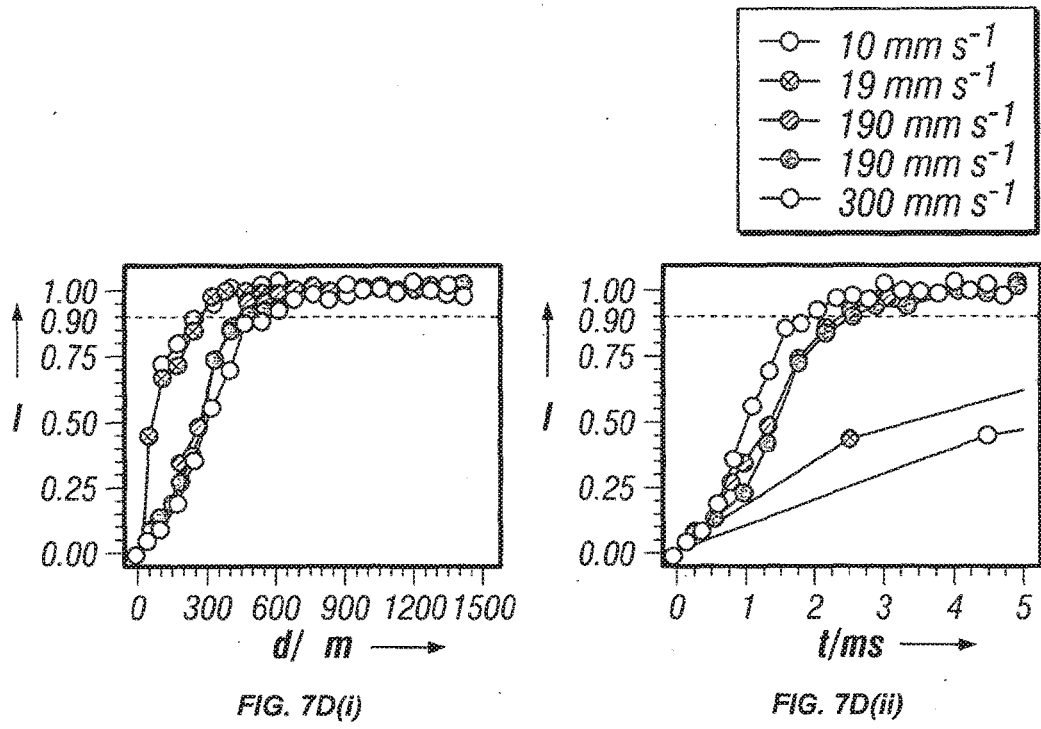 10 mm s⁻¹
19 mm s⁻¹
190 mm s⁻¹
190 mm s⁻¹
300 mm s⁻¹
1.00
0.90
0.75
0.50
0.25
0.00
I
0 300 600 900 1200 1500
d/ m
FIG. 7D(i)
1.00
0.90
0.75
0.50
0.25
0.00
I
0 1 2 3 4 5
t/ms
FIG. 7D(ii)